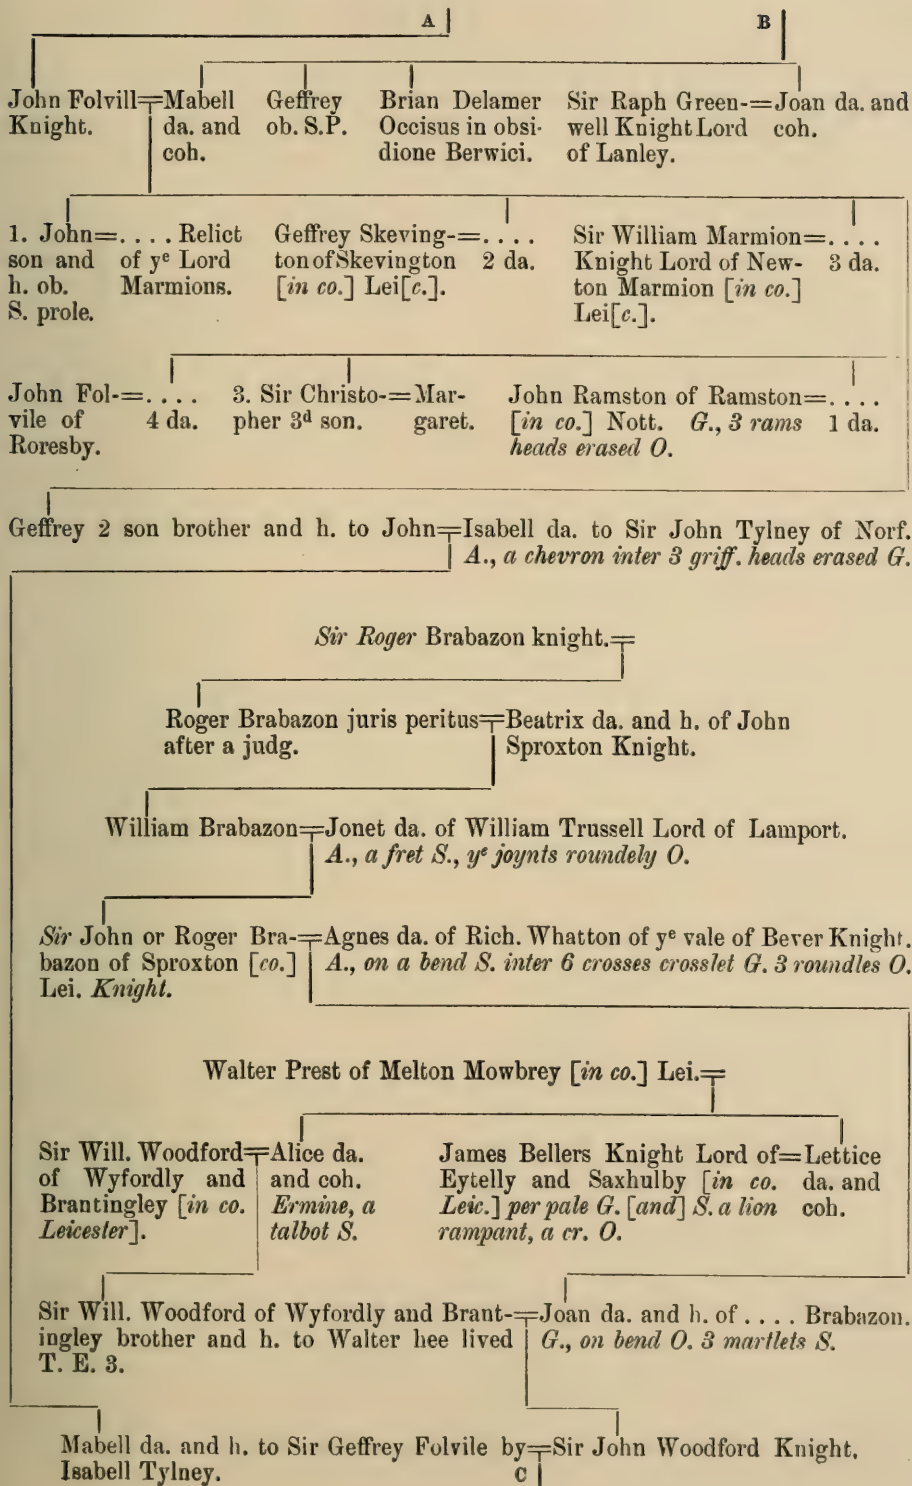 A B
John Folvill=Mabell Geffrey Brian Delamer Sir Raph Green-=Joan da. and
Knight. da. and ob. S.P. Occisus in obsi- well Knight Lord coh.
coh. dione Berwici. of Lanley.
1. John=. . . . Relict Geffrey Skeving-=. . . . Sir William Marmion=. . . .
son and of yᵉ Lord ton of Skevington 2 da. Knight Lord of New- 3 da.
h. ob. Marmions. [in co.] Lei[c.]. ton Marmion [in co.]
S. prole. Lei[c.].
John Fol-=. . . . 3. Sir Christo-=Mar- John Ramston of Ramston=. . . .
vile of 4 da. pher 3ᵈ son. garet. [in co.] Nott. G., 3 rams 1 da.
Roresby. heads erased O.
Geffrey 2 son brother and h. to John=Isabell da. to Sir John Tylney of Norf.
A., a chevron inter 3 griff. heads erased G.
Sir Roger Brabazon knight.=
Roger Brabazon juris peritus=Beatrix da. and h. of John
after a judg. Sproxton Knight.
William Brabazon=Jonet da. of William Trussell Lord of Lamport.
A., a fret S., yᵉ joynts roundely O.
Sir John or Roger Bra-=Agnes da. of Rich. Whatton of yᵉ vale of Bever Knight.
bazon of Sproxton [co.] A., on a bend S. inter 6 crosses crosslet G. 3 roundles O.
Lei. Knight.
Walter Prest of Melton Mowbrey [in co.] Lei.=
Sir Will. Woodford=Alice da. James Bellers Knight Lord of=Lettice
of Wyfordly and and coh. Eytelly and Saxhulby [in co. da. and
Brantingley [in co. Ermine, a Leic.] per pale G. [and] S. a lion coh.
Leicester]. talbot S. rampant, a cr. O.
Sir Will. Woodford of Wyfordly and Brant-=Joan da. and h. of . . . . Brabazon.
ingley brother and h. to Walter hee lived G., on bend O. 3 martlets S.
T. E. 3.
Mabell da. and h. to Sir Geffrey Folvile by=Sir John Woodford Knight.
Isabell Tylney. C